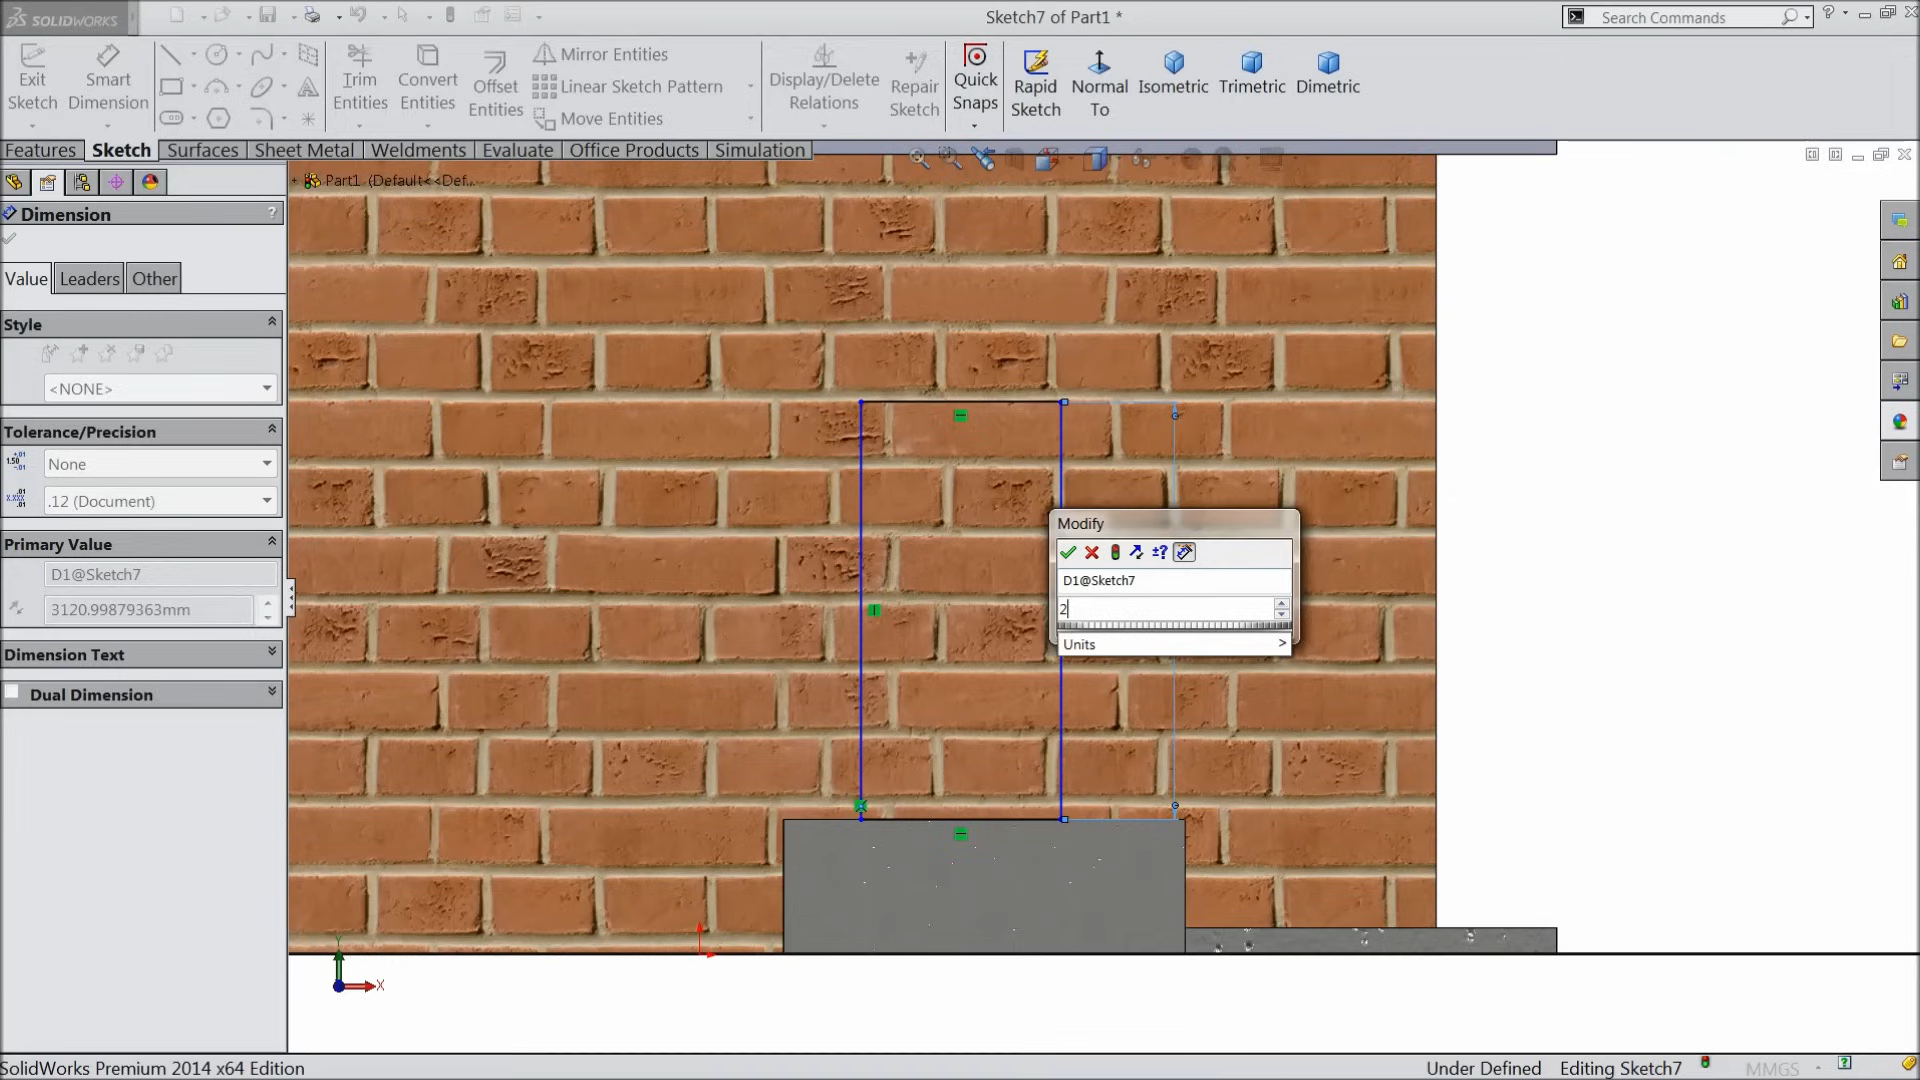 SOLIDWORKS
Sketch7 of Part1 *
Search Commands
Exit Sketch
Smart Dimension
Trim Entities
Convert Entities
Offset Entities
Mirror Entities
Linear Sketch Pattern
Move Entities
Display/Delete Relations
Repair Sketch
Quick Snaps
Rapid Sketch
Normal To
Isometric
Trimetric
Dimetric
Features
Sketch
Surfaces
Sheet Metal
Weldments
Evaluate
Office Products
Simulation
Part1 (Default<<Def...
Dimension
?
Value
Leaders
Other
Style
<NONE>
Tolerance/Precision
None
.12 (Document)
Primary Value
D1@Sketch7
3120.99879363mm
Dimension Text
Dual Dimension
Modify
±?
D1@Sketch7
2
Units >
Y
X
SolidWorks Premium 2014 x64 Edition
Under Defined
Editing Sketch7
MMGS